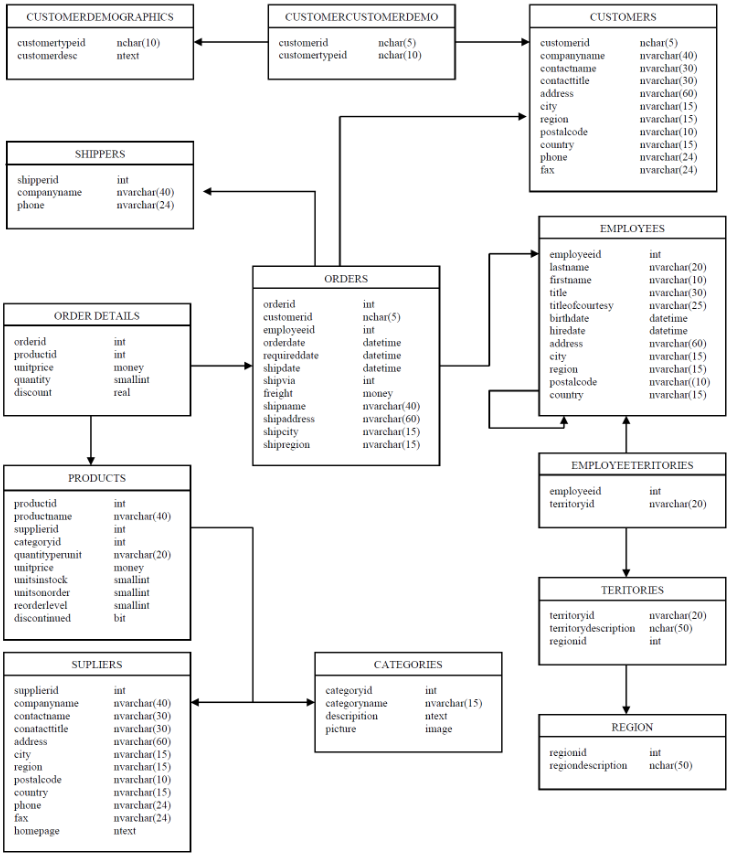 CUSTOMERDEMOGRAPHICS
customertypeid nchar(10)
customerdesc ntext
CUSTOMERCUSTOMERDEMO
customerid nchar(5)
customertypeid nchar(10)
CUSTOMERS
customerid nchar(5)
companyname nvarchar(40)
contactname nvarchar(30)
contacttitle nvarchar(30)
address nvarchar(60)
city nvarchar(15)
region nvarchar(15)
postalcode nvarchar(10)
country nvarchar(15)
phone nvarchar(24)
fax nvarchar(24)
SHIPPERS
shipperid int
companyname nvarchar(40)
phone nvarchar(24)
ORDERS
orderid int
customerid nchar(5)
employeeid int
orderdate datetime
requireddate datetime
shipdate datetime
shipvia int
freight money
shipname nvarchar(40)
shipaddress nvarchar(60)
shipcity nvarchar(15)
shipregion nvarchar(15)
EMPLOYEES
employeeid int
lastname nvarchar(20)
firstname nvarchar(10)
title nvarchar(30)
titleofcourtesy nvarchar(25)
birthdate datetime
hiredate datetime
address nvarchar(60)
city nvarchar(15)
region nvarchar(15)
postalcode nvarchar((10)
country nvarchar(15)
ORDER DETAILS
orderid int
productid int
unitprice money
quantity smallint
discount real
PRODUCTS
productid int
productname nvarchar(40)
supplierid int
categoryid int
quantityperunit nvarchar(20)
unitprice money
unitsinstock smallint
unitsonorder smallint
reorderlevel smallint
discontinued bit
EMPLOYEETERITORIES
employeeid int
territoryid nvarchar(20)
TERITORIES
territoryid nvarchar(20)
territorydescription nchar(50)
regionid int
SUPLIERS
supplierid int
companyname nvarchar(40)
contactname nvarchar(30)
conatacttitle nvarchar(30)
address nvarchar(60)
city nvarchar(15)
region nvarchar(15)
postalcode nvarchar(10)
country nvarchar(15)
phone nvarchar(24)
fax nvarchar(24)
homepage ntext
CATEGORIES
categoryid int
categoryname nvarchar(15)
descripition ntext
picture image
REGION
regionid int
regiondescription nchar(50)